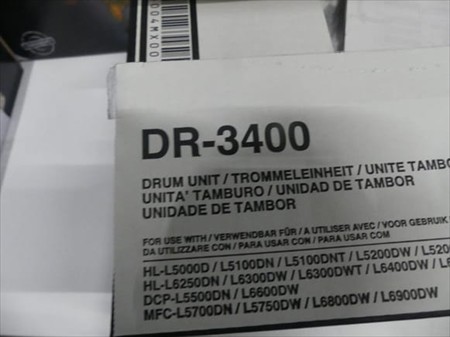 004MX00
DR-3400
DRUM UNIT / TROMMELEINHEIT / UNITE TAMBO
UNITA' TAMBURO / UNIDAD DE TAMBOR
UNIDADE DE TAMBOR
FOR USE WITH / VERWENDBAR FÜR / A UTILISER AVEC / VOOR GEBRUIK
DA UTILIZZARE CON / PARA USAR CON / PARA USAR COM
HL-L5000D / L5100DN / L5100DNT / L5200DW / L520
HL-L6250DN / L6300DW / L6300DWT / L6400DW / L6
DCP-L5500DN / L6600DW
MFC-L5700DN / L5750DW / L6800DW / L6900DW